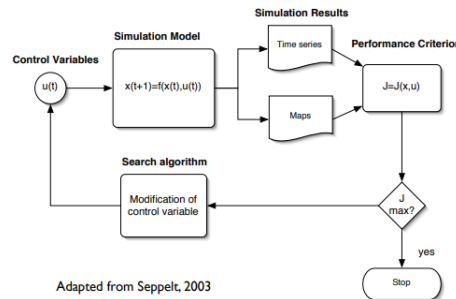 Simulation Results
Simulation Model
Control Variables
Time series
Performance Criterion
u(t)
x(t+1)=f(x(t),u(t))
J=J(x,u)
Maps
Search algorithm
Modification of
control variable
J
max?
yes
Stop
Adapted from Seppelt, 2003